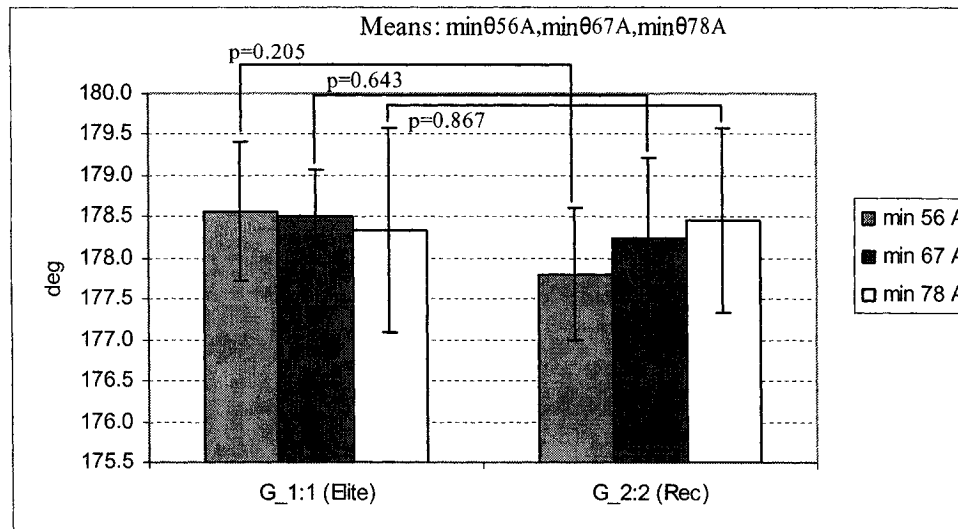 Means: minθ56A,minθ67A,minθ78A
p=0.205
p=0.643
p=0.867
180.0
179.5
179.0
178.5
178.0
177.5
177.0
176.5
176.0
175.5
deg
G_1:1 (Elite)
G_2:2 (Rec)
min 56 A
min 67 A
min 78 A